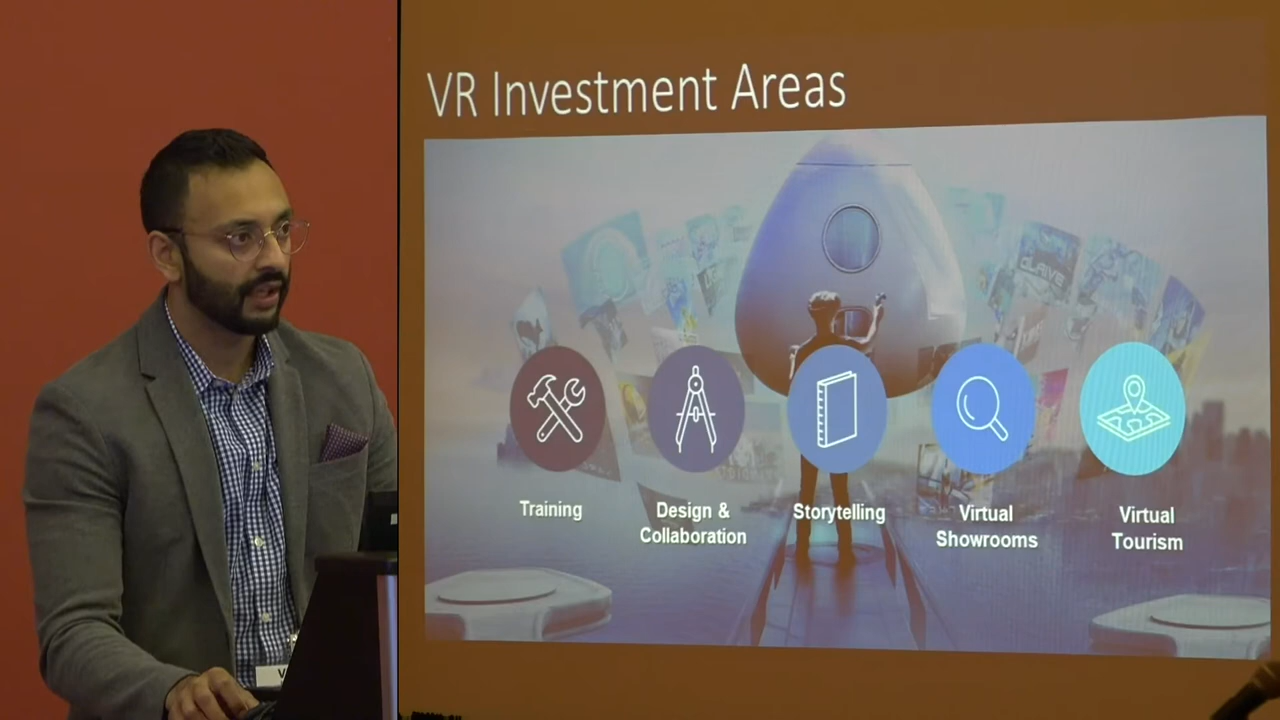 VR Investment Areas
Training
Design &
Collaboration
Storytelling
Virtual
Showrooms
Virtual
Tourism